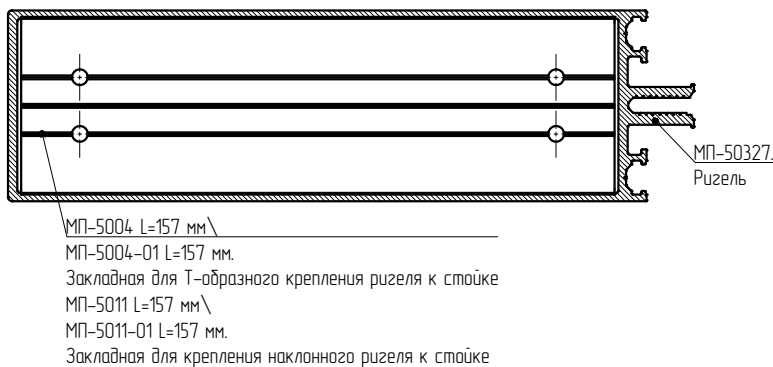 МП-50327.
Ригель
МП-5004 L=157 мм\
МП-5004-01 L=157 мм.
Закладная для Т-образного крепления ригеля к стойке
МП-5011 L=157 мм\
МП-5011-01 L=157 мм.
Закладная для крепления наклонного ригеля к стойке